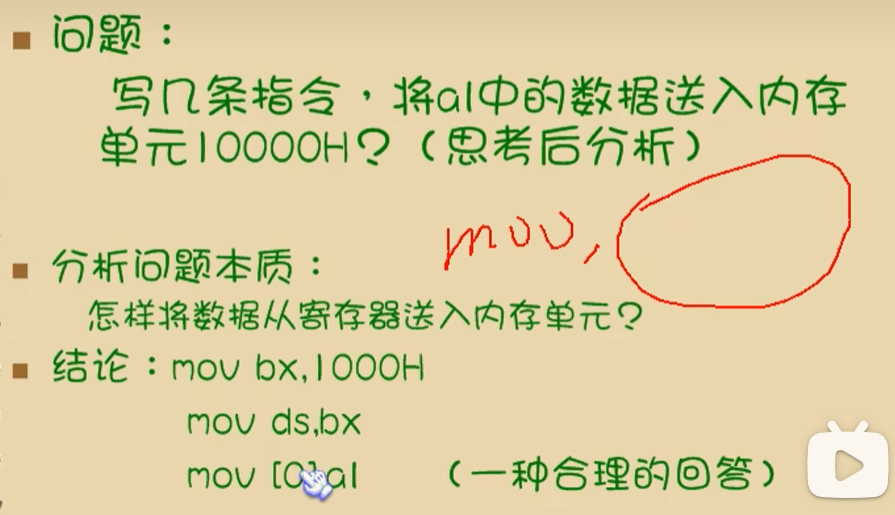 ■ 问题：
写几条指令，将al中的数据送入内存
单元10000H？（思考后分析）
mov,
■ 分析问题本质：
怎样将数据从寄存器送入内存单元？
■ 结论：mov bx,1000H
mov ds,bx
mov [0],al （一种合理的回答）